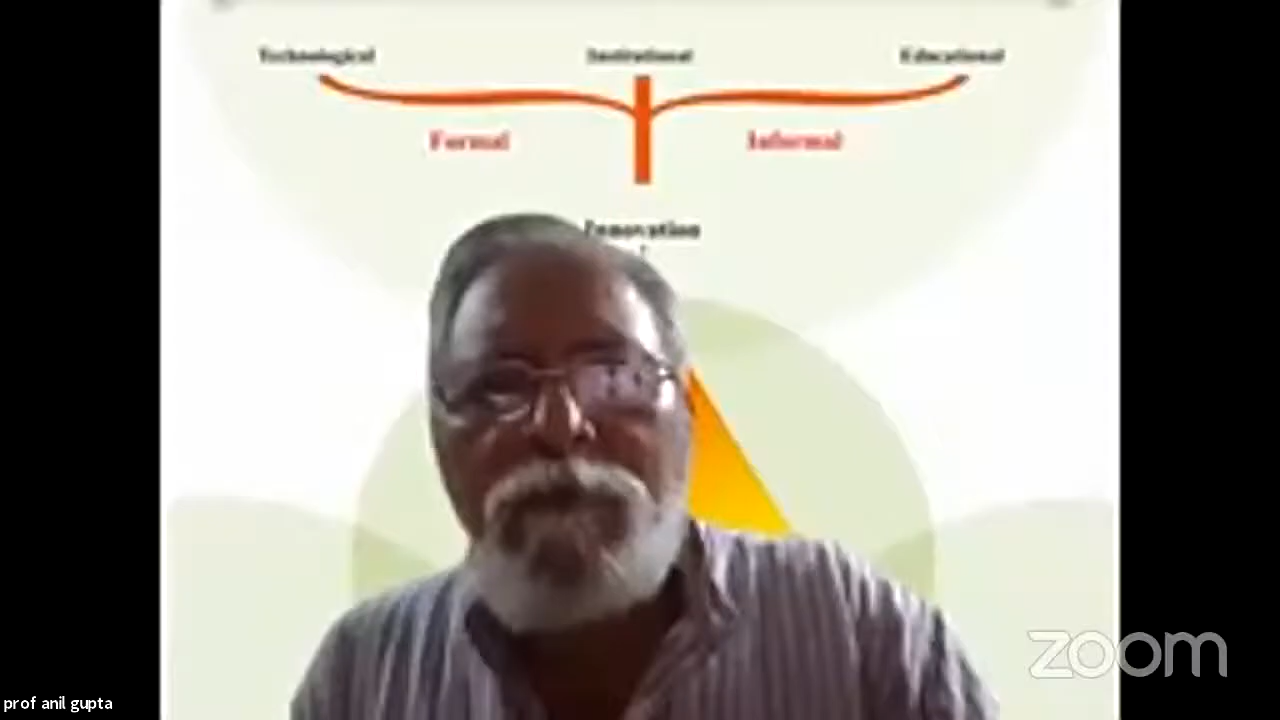 Technological Institutional Educational
Formal Informal
Innovation
zoom
prof anil gupta